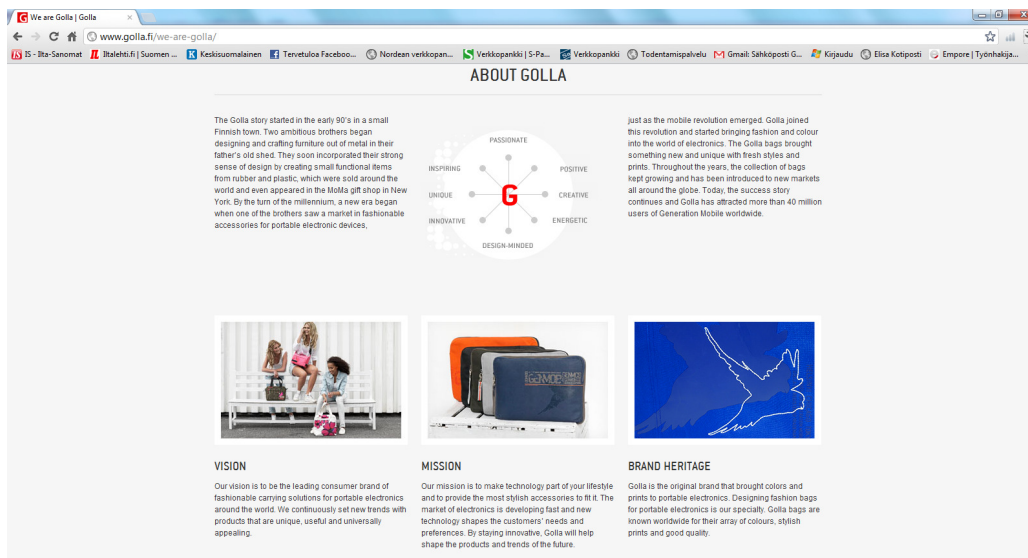 We are Golla | Golla
www.golla.fi/we-are-golla/
IS - Ilta-Sanomat Iltalehti.fi | Suomen ... Keskisuomalainen Tervetuloa Faceboo... Nordean verkkopan... Verkkopankki | S-Pa... Verkkopankki Todentamispalvelu Gmail: Sähköposti G... Kirjaudu Elisa Kotiposti Empore | Työnhakija...
ABOUT GOLLA
The Golla story started in the early 90's in a small
Finnish town. Two ambitious brothers began
designing and crafting furniture out of metal in their
father's old shed. They soon incorporated their strong
sense of design by creating small functional items
from rubber and plastic, which were sold around the
world and even appeared in the MoMa gift shop in New
York. By the turn of the millennium, a new era began
when one of the brothers saw a market in fashionable
accessories for portable electronic devices,
PASSIONATE
INSPIRING
POSITIVE
UNIQUE
G
CREATIVE
INNOVATIVE
ENERGETIC
DESIGN-MINDED
just as the mobile revolution emerged. Golla joined
this revolution and started bringing fashion and colour
into the world of electronics. The Golla bags brought
something new and unique with fresh styles and
prints. Throughout the years, the collection of bags
kept growing and has been introduced to new markets
all around the globe. Today, the success story
continues and Golla has attracted more than 40 million
users of Generation Mobile worldwide.
GENMOB
VISION
Our vision is to be the leading consumer brand of
fashionable carrying solutions for portable electronics
around the world. We continuously set new trends with
products that are unique, useful and universally
appealing.
MISSION
Our mission is to make technology part of your lifestyle
and to provide the most stylish accessories to fit it. The
market of electronics is developing fast and new
technology shapes the customers' needs and
preferences. By staying innovative, Golla will help
shape the products and trends of the future.
BRAND HERITAGE
Golla is the original brand that brought colors and
prints to portable electronics. Designing fashion bags
for portable electronics is our specialty. Golla bags are
known worldwide for their array of colours, stylish
prints and good quality.